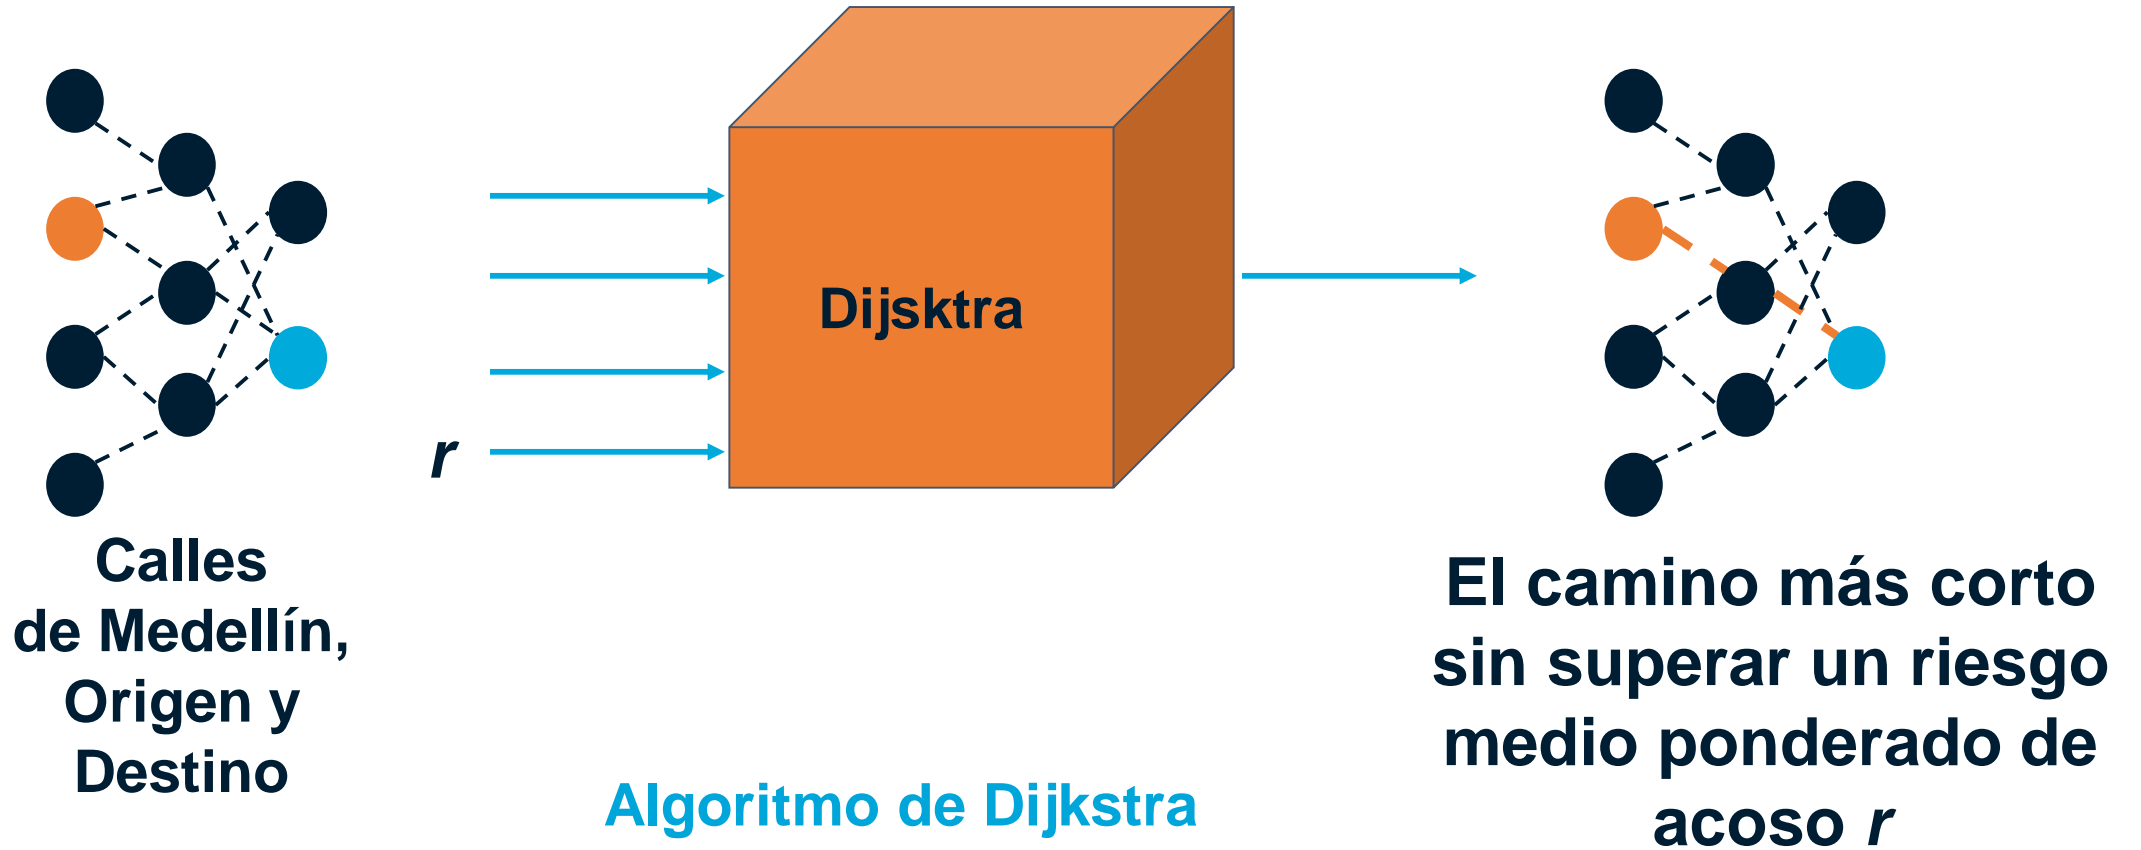 Dijsktra
r
Calles
de Medellín,
Origen y
Destino
El camino más corto
sin superar un riesgo
medio ponderado de
acoso r
Algoritmo de Dijkstra